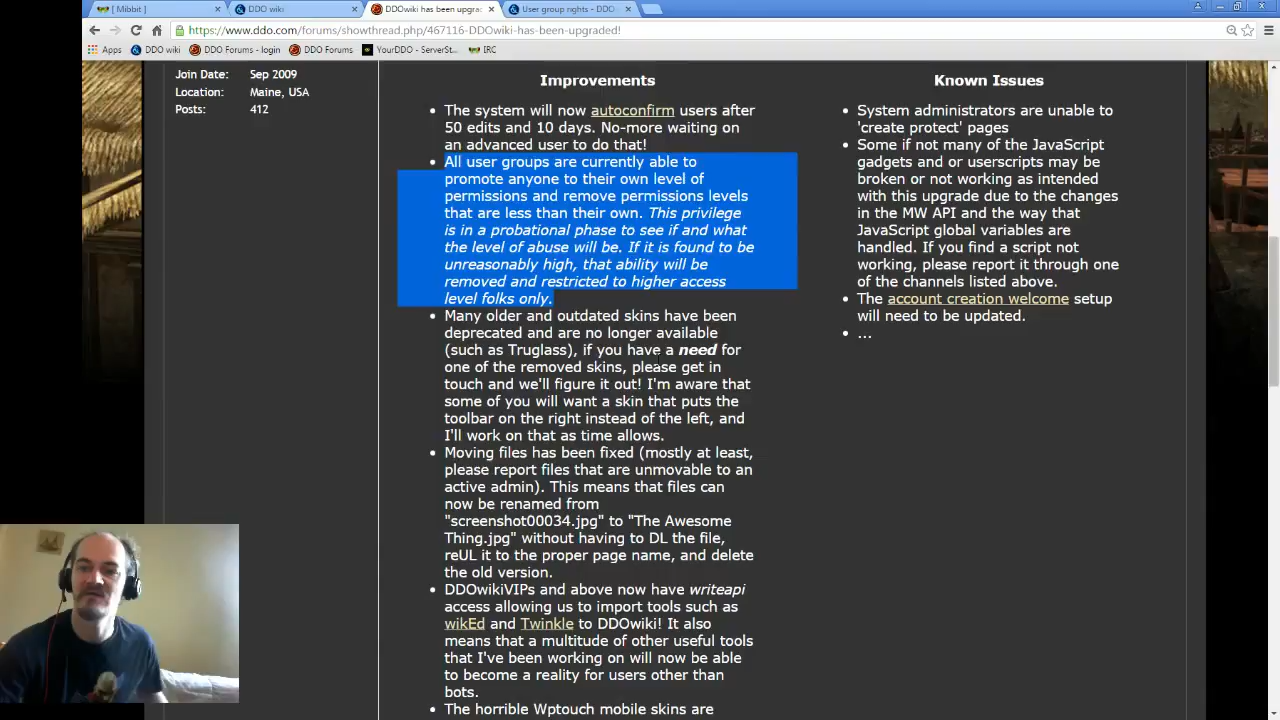 [ Mibbit ]
DDO wiki
DDOwiki has been upgra
User group rights - DDO
https://www.ddo.com/forums/showthread.php/467116-DDOwiki-has-been-upgraded!
Apps
DDO wiki
DDO Forums - login
DDO Forums
YourDDO - ServerSt...
IRC
Join Date: Sep 2009
Location: Maine, USA
Posts: 412
Improvements
The system will now autoconfirm users after
50 edits and 10 days. No-more waiting on
an advanced user to do that!
All user groups are currently able to
promote anyone to their own level of
permissions and remove permissions levels
that are less than their own. This privilege
is in a probational phase to see if and what
the level of abuse will be. If it is found to be
unreasonably high, that ability will be
removed and restricted to higher access
level folks only.
Many older and outdated skins have been
deprecated and are no longer available
(such as Truglass), if you have a need for
one of the removed skins, please get in
touch and we'll figure it out! I'm aware that
some of you will want a skin that puts the
toolbar on the right instead of the left, and
I'll work on that as time allows.
Moving files has been fixed (mostly at least,
please report files that are unmovable to an
active admin). This means that files can
now be renamed from
"screenshot00034.jpg" to "The Awesome
Thing.jpg" without having to DL the file,
reUL it to the proper page name, and delete
the old version.
DDOwikiVIPs and above now have writeapi
access allowing us to import tools such as
wikEd and Twinkle to DDOwiki! It also
means that a multitude of other useful tools
that I've been working on will now be able
to become a reality for users other than
bots.
The horrible Wptouch mobile skins are
Known Issues
System administrators are unable to
'create protect' pages
Some if not many of the JavaScript
gadgets and or userscripts may be
broken or not working as intended
with this upgrade due to the changes
in the MW API and the way that
JavaScript global variables are
handled. If you find a script not
working, please report it through one
of the channels listed above.
The account creation welcome setup
will need to be updated.
...